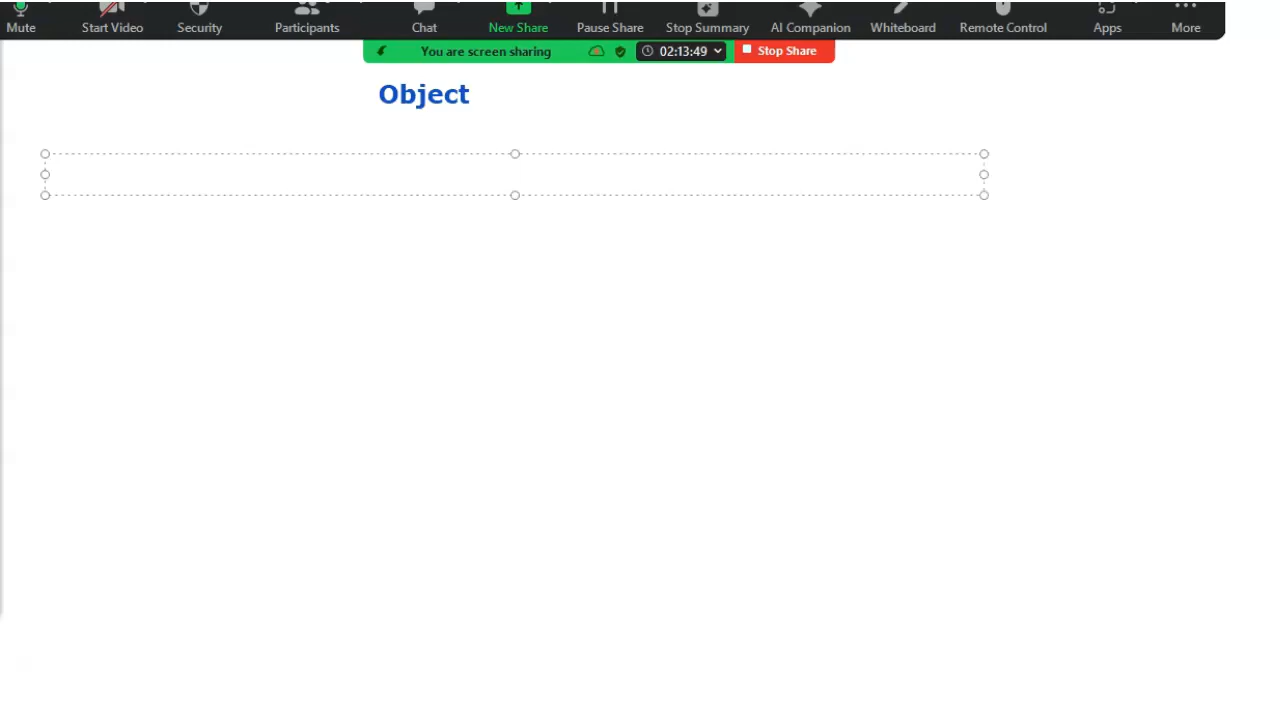 Mute Start Video Security Participants Chat New Share Pause Share Stop Summary AI Companion Whiteboard Remote Control Apps More
You are screen sharing 02:13:49 Stop Share
Object